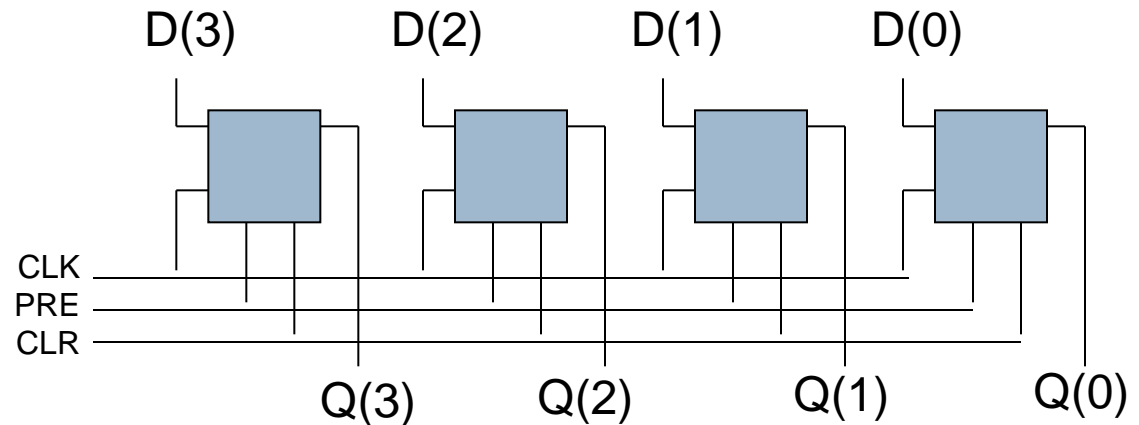 D(3) D(2) D(1) D(0)
CLK
PRE
CLR
Q(3) Q(2) Q(1) Q(0)